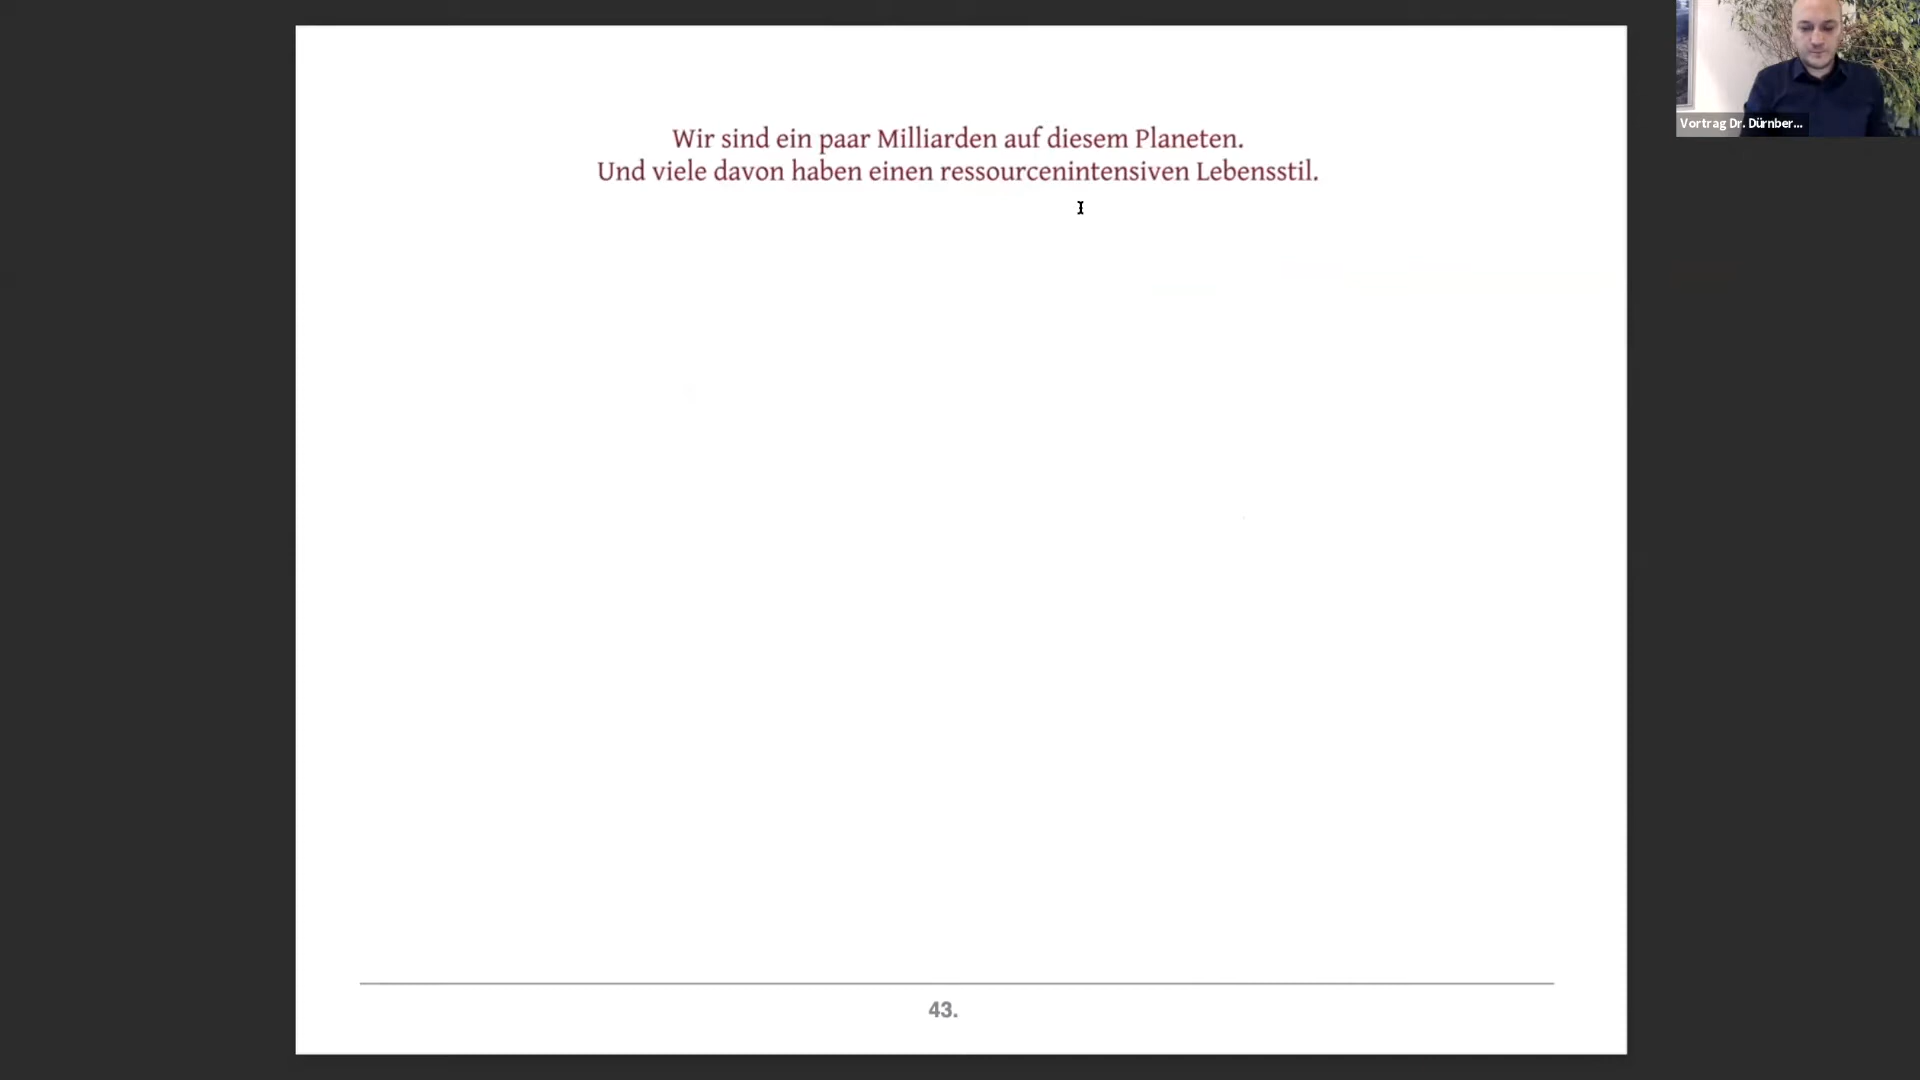 Wir sind ein paar Milliarden auf diesem Planeten.
Und viele davon haben einen ressourcenintensiven Lebensstil.
Vortrag Dr. Dürnber...
43.